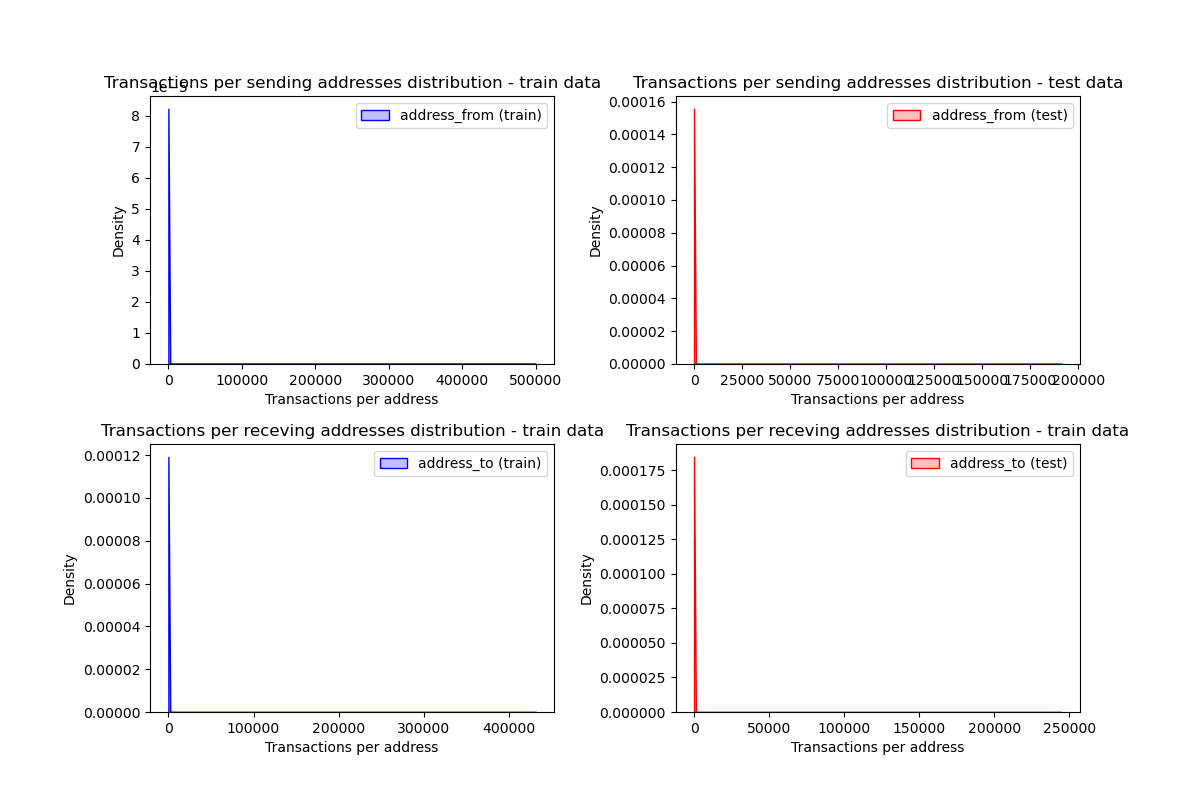 Transactions per sending addresses distribution - train data
1e−5
8
7
6
5
4
3
2
1
0
Density
address_from (train)
0 100000 200000 300000 400000 500000
Transactions per address
Transactions per sending addresses distribution - test data
0.00016
0.00014
0.00012
0.00010
0.00008
0.00006
0.00004
0.00002
0.00000
Density
address_from (test)
0 25000 50000 75000 100000 125000 150000 175000 200000
Transactions per address
Transactions per receving addresses distribution - train data
0.00012
0.00010
0.00008
0.00006
0.00004
0.00002
0.00000
Density
address_to (train)
0 100000 200000 300000 400000
Transactions per address
Transactions per receving addresses distribution - train data
0.000175
0.000150
0.000125
0.000100
0.000075
0.000050
0.000025
0.000000
Density
address_to (test)
0 50000 100000 150000 200000 250000
Transactions per address